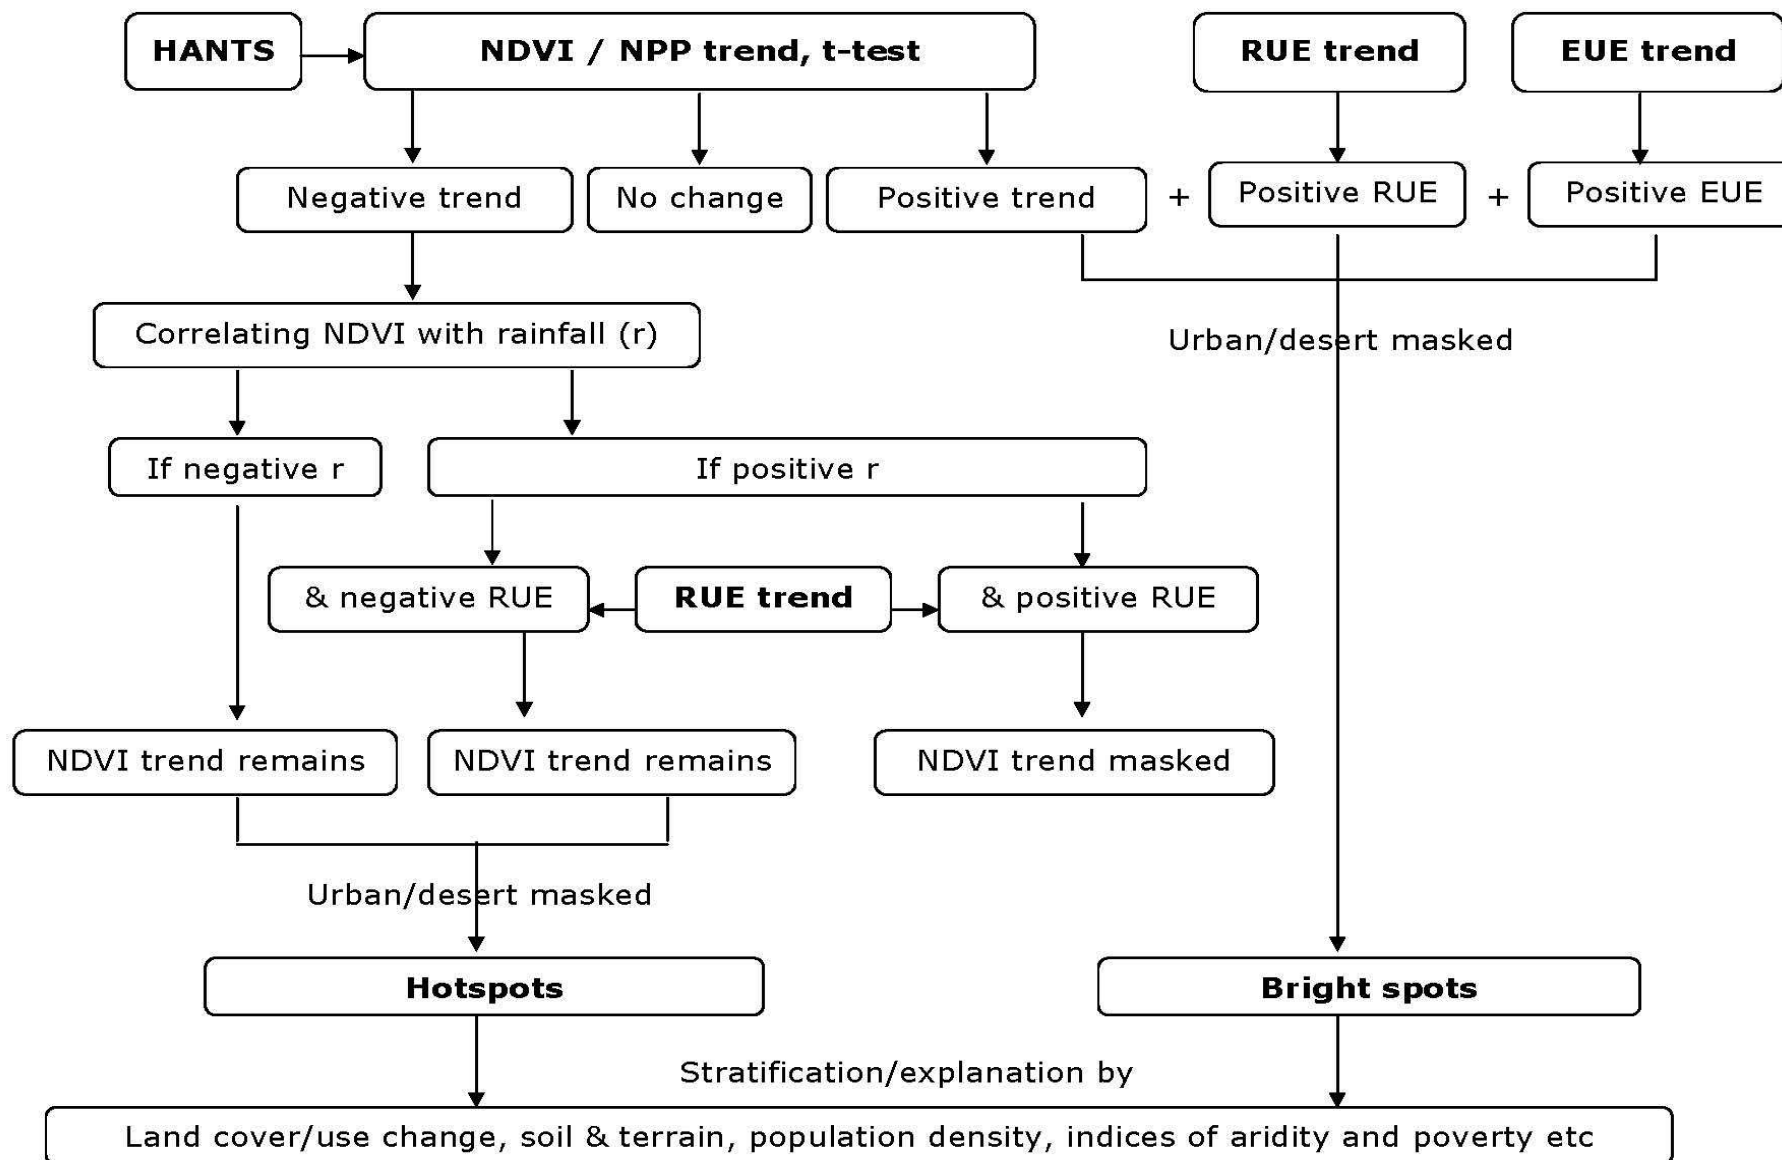 HANTS
NDVI / NPP trend, t-test
RUE trend
EUE trend
Negative trend
No change
Positive trend
+
Positive RUE
+
Positive EUE
Correlating NDVI with rainfall (r)
Urban/desert masked
If negative r
If positive r
& negative RUE
RUE trend
& positive RUE
NDVI trend remains
NDVI trend remains
NDVI trend masked
Urban/desert masked
Hotspots
Bright spots
Stratification/explanation by
Land cover/use change, soil & terrain, population density, indices of aridity and poverty etc